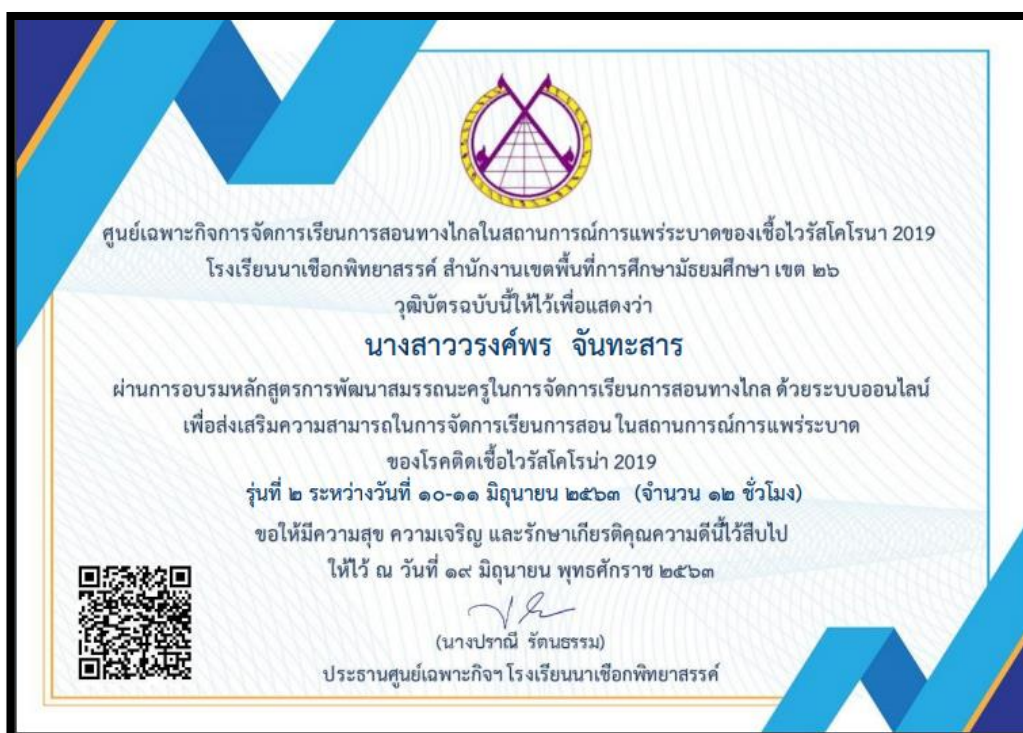 ศูนย์เฉพาะกิจการจัดการเรียนการสอนทางไกลในสถานการณ์การแพร่ระบาดของเชื้อไวรัสโคโรนา 2019
โรงเรียนนาเชือกพิทยาสรรค์ สำนักงานเขตพื้นที่การศึกษามัธยมศึกษา เขต ๒๖
วุฒิบัตรฉบับนี้ให้ไว้เพื่อแสดงว่า
นางสาววรงค์พร จันทะสาร
ผ่านการอบรมหลักสูตรการพัฒนาสมรรถนะครูในการจัดการเรียนการสอนทางไกล ด้วยระบบออนไลน์
เพื่อส่งเสริมความสามารถในการจัดการเรียนการสอน ในสถานการณ์การแพร่ระบาด
ของโรคติดเชื้อไวรัสโคโรน่า 2019
รุ่นที่ ๒ ระหว่างวันที่ ๑๐-๑๑ มิถุนายน ๒๕๖๓ (จำนวน ๑๒ ชั่วโมง)
ขอให้มีความสุข ความเจริญ และรักษาเกียรติคุณความดีนี้ไว้สืบไป
ให้ไว้ ณ วันที่ ๑๙ มิถุนายน พุทธศักราช ๒๕๖๓
(นางปราณี รัตนธรรม)
ประธานศูนย์เฉพาะกิจฯ โรงเรียนนาเชือกพิทยาสรรค์